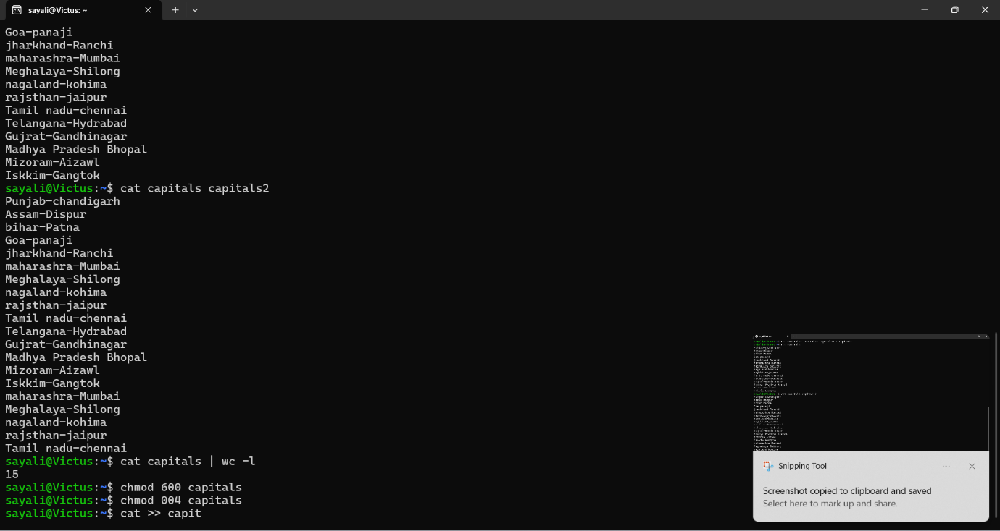 sayali@Victus: ~
Goa-panaji
jharkhand-Ranchi
maharashra-Mumbai
Meghalaya-Shilong
nagaland-kohima
rajsthan-jaipur
Tamil nadu-chennai
Telangana-Hydrabad
Gujrat-Gandhinagar
Madhya Pradesh Bhopal
Mizoram-Aizawl
Iskkim-Gangtok
sayali@Victus:~$ cat capitals capitals2
Punjab-chandigarh
Assam-Dispur
bihar-Patna
Goa-panaji
jharkhand-Ranchi
maharashra-Mumbai
Meghalaya-Shilong
nagaland-kohima
rajsthan-jaipur
Tamil nadu-chennai
Telangana-Hydrabad
Gujrat-Gandhinagar
Madhya Pradesh Bhopal
Mizoram-Aizawl
Iskkim-Gangtok
maharashra-Mumbai
Meghalaya-Shilong
nagaland-kohima
rajsthan-jaipur
Tamil nadu-chennai
sayali@Victus:~$ cat capitals | wc -l
15
sayali@Victus:~$ chmod 600 capitals
sayali@Victus:~$ chmod 004 capitals
sayali@Victus:~$ cat >> capit
Snipping Tool
Screenshot copied to clipboard and saved
Select here to mark up and share.